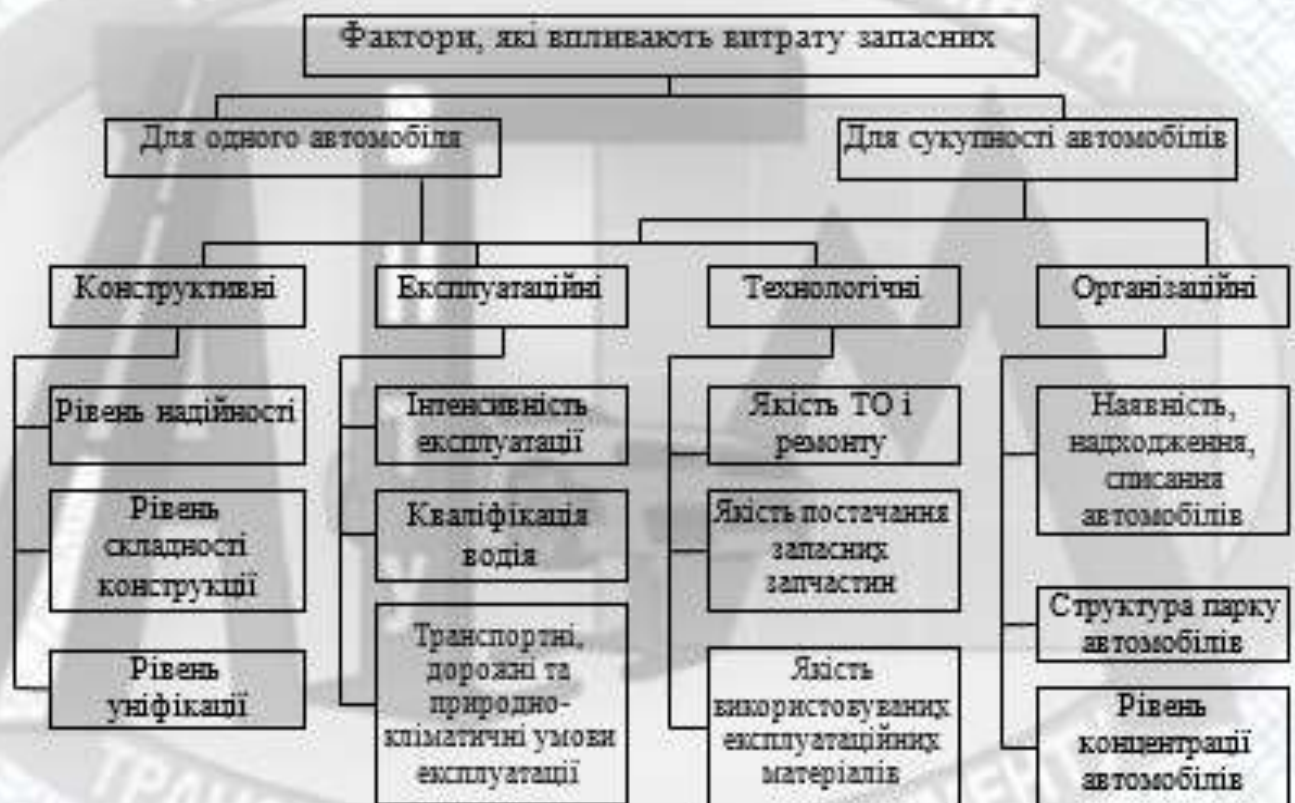 Фактори, які впливають витрату запасних
Для одного автомобіля
Для сукупності автомобілів
Конструктивні
Експлуатаційні
Технологічні
Організаційні
Рівень надійності
Рівень
складності
конструкції
Рівень
уніфікації
Інтенсивність
експлуатації
Кваліфікація
водія
Транспортні,
дорожні та
природно-
кліматичні умови
експлуатації
Якість ТО і
ремонту
Якість постачання
запасних
запчастин
Якість
використовуваних
експлуатаційних
матеріалів
Наявність,
надходження,
списання
автомобілів
Структура парку
автомобілів
Рівень
концентрації
автомобілів